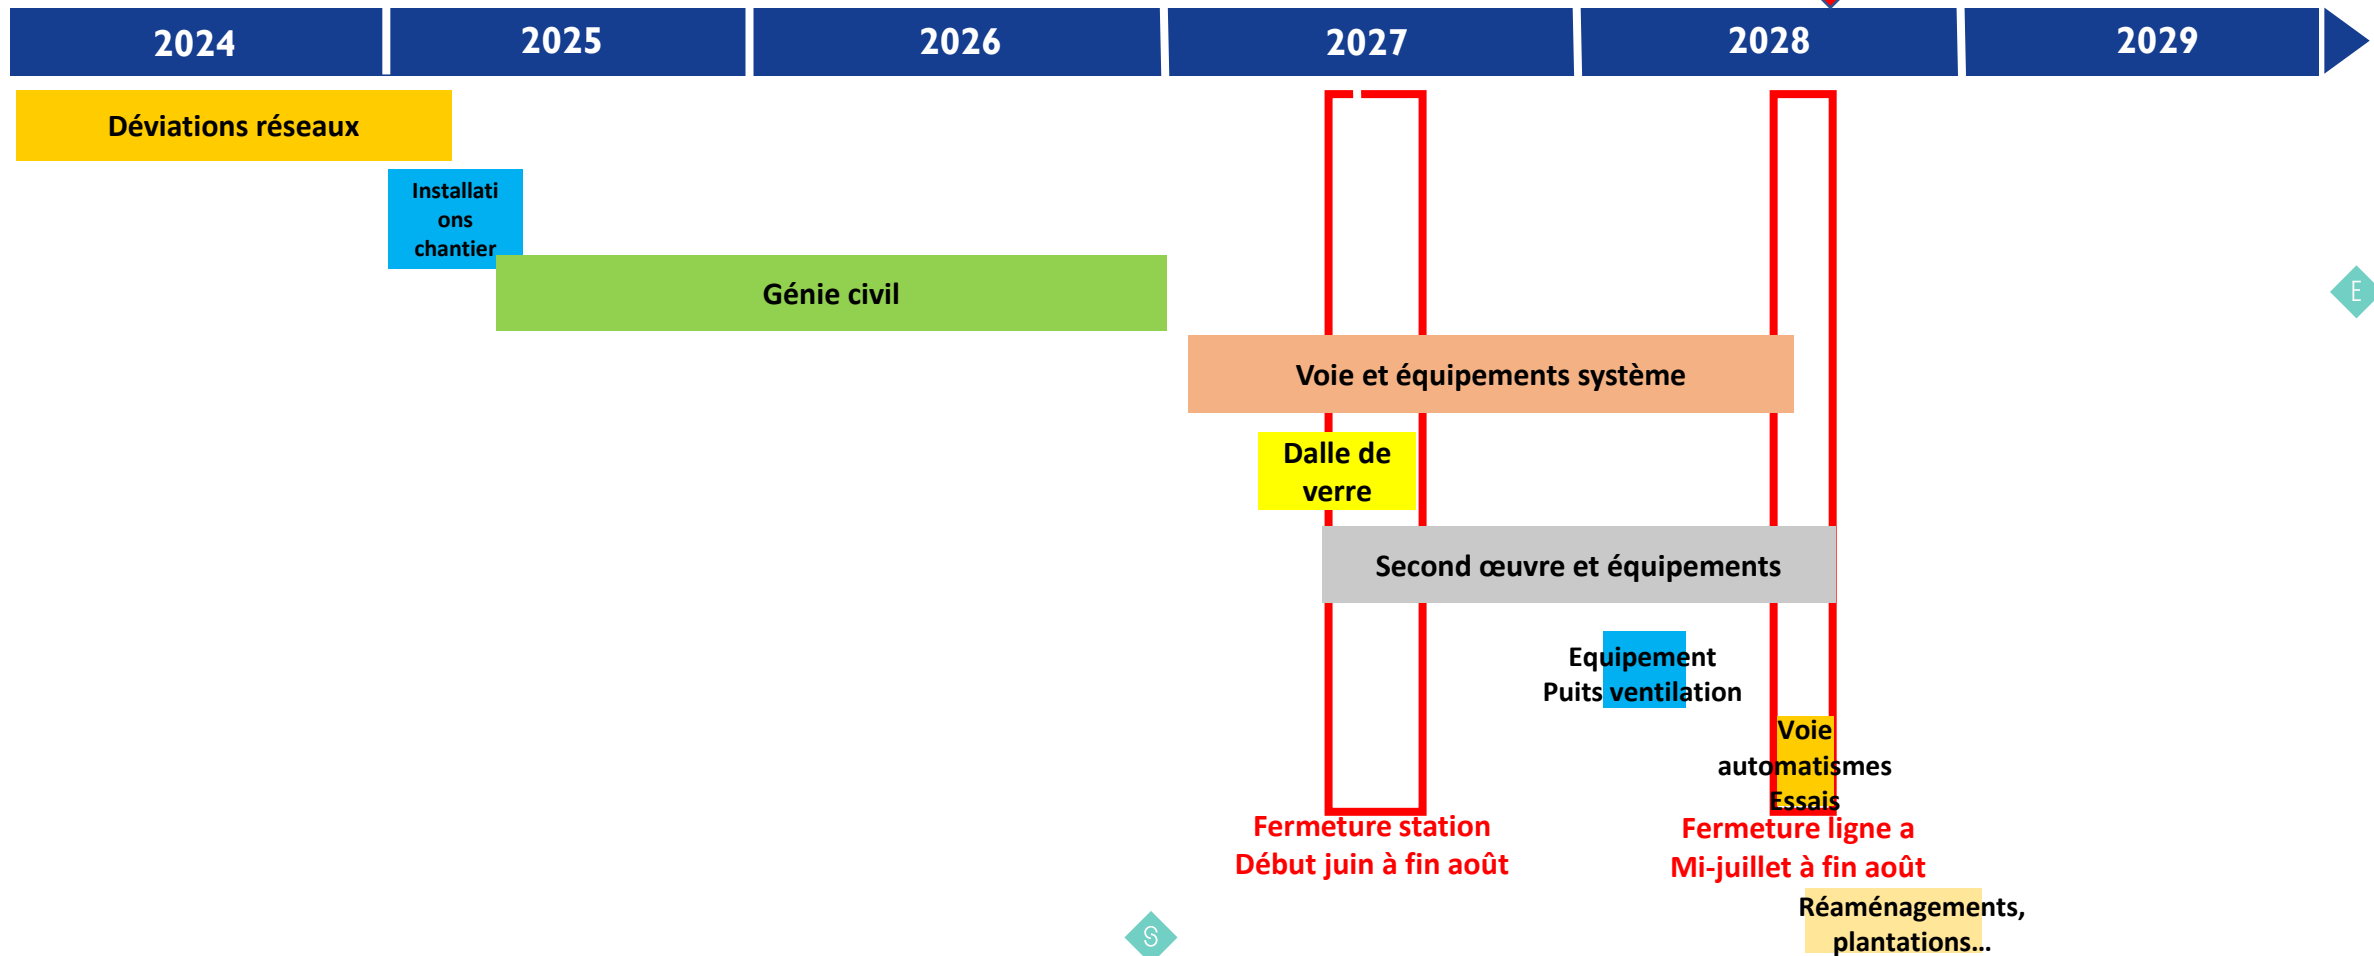 2024
2025
2026
2027
2028
2029
Déviations réseaux
Installati
ons
chantier
Génie civil
E
Voie et équipements système
Dalle de
verre
Second œuvre et équipements
Equipement
Puits ventilation
Voie
automatismes
Essais
Fermeture station
Début juin à fin août
Fermeture ligne a
Mi-juillet à fin août
Réaménagements,
plantations...
S